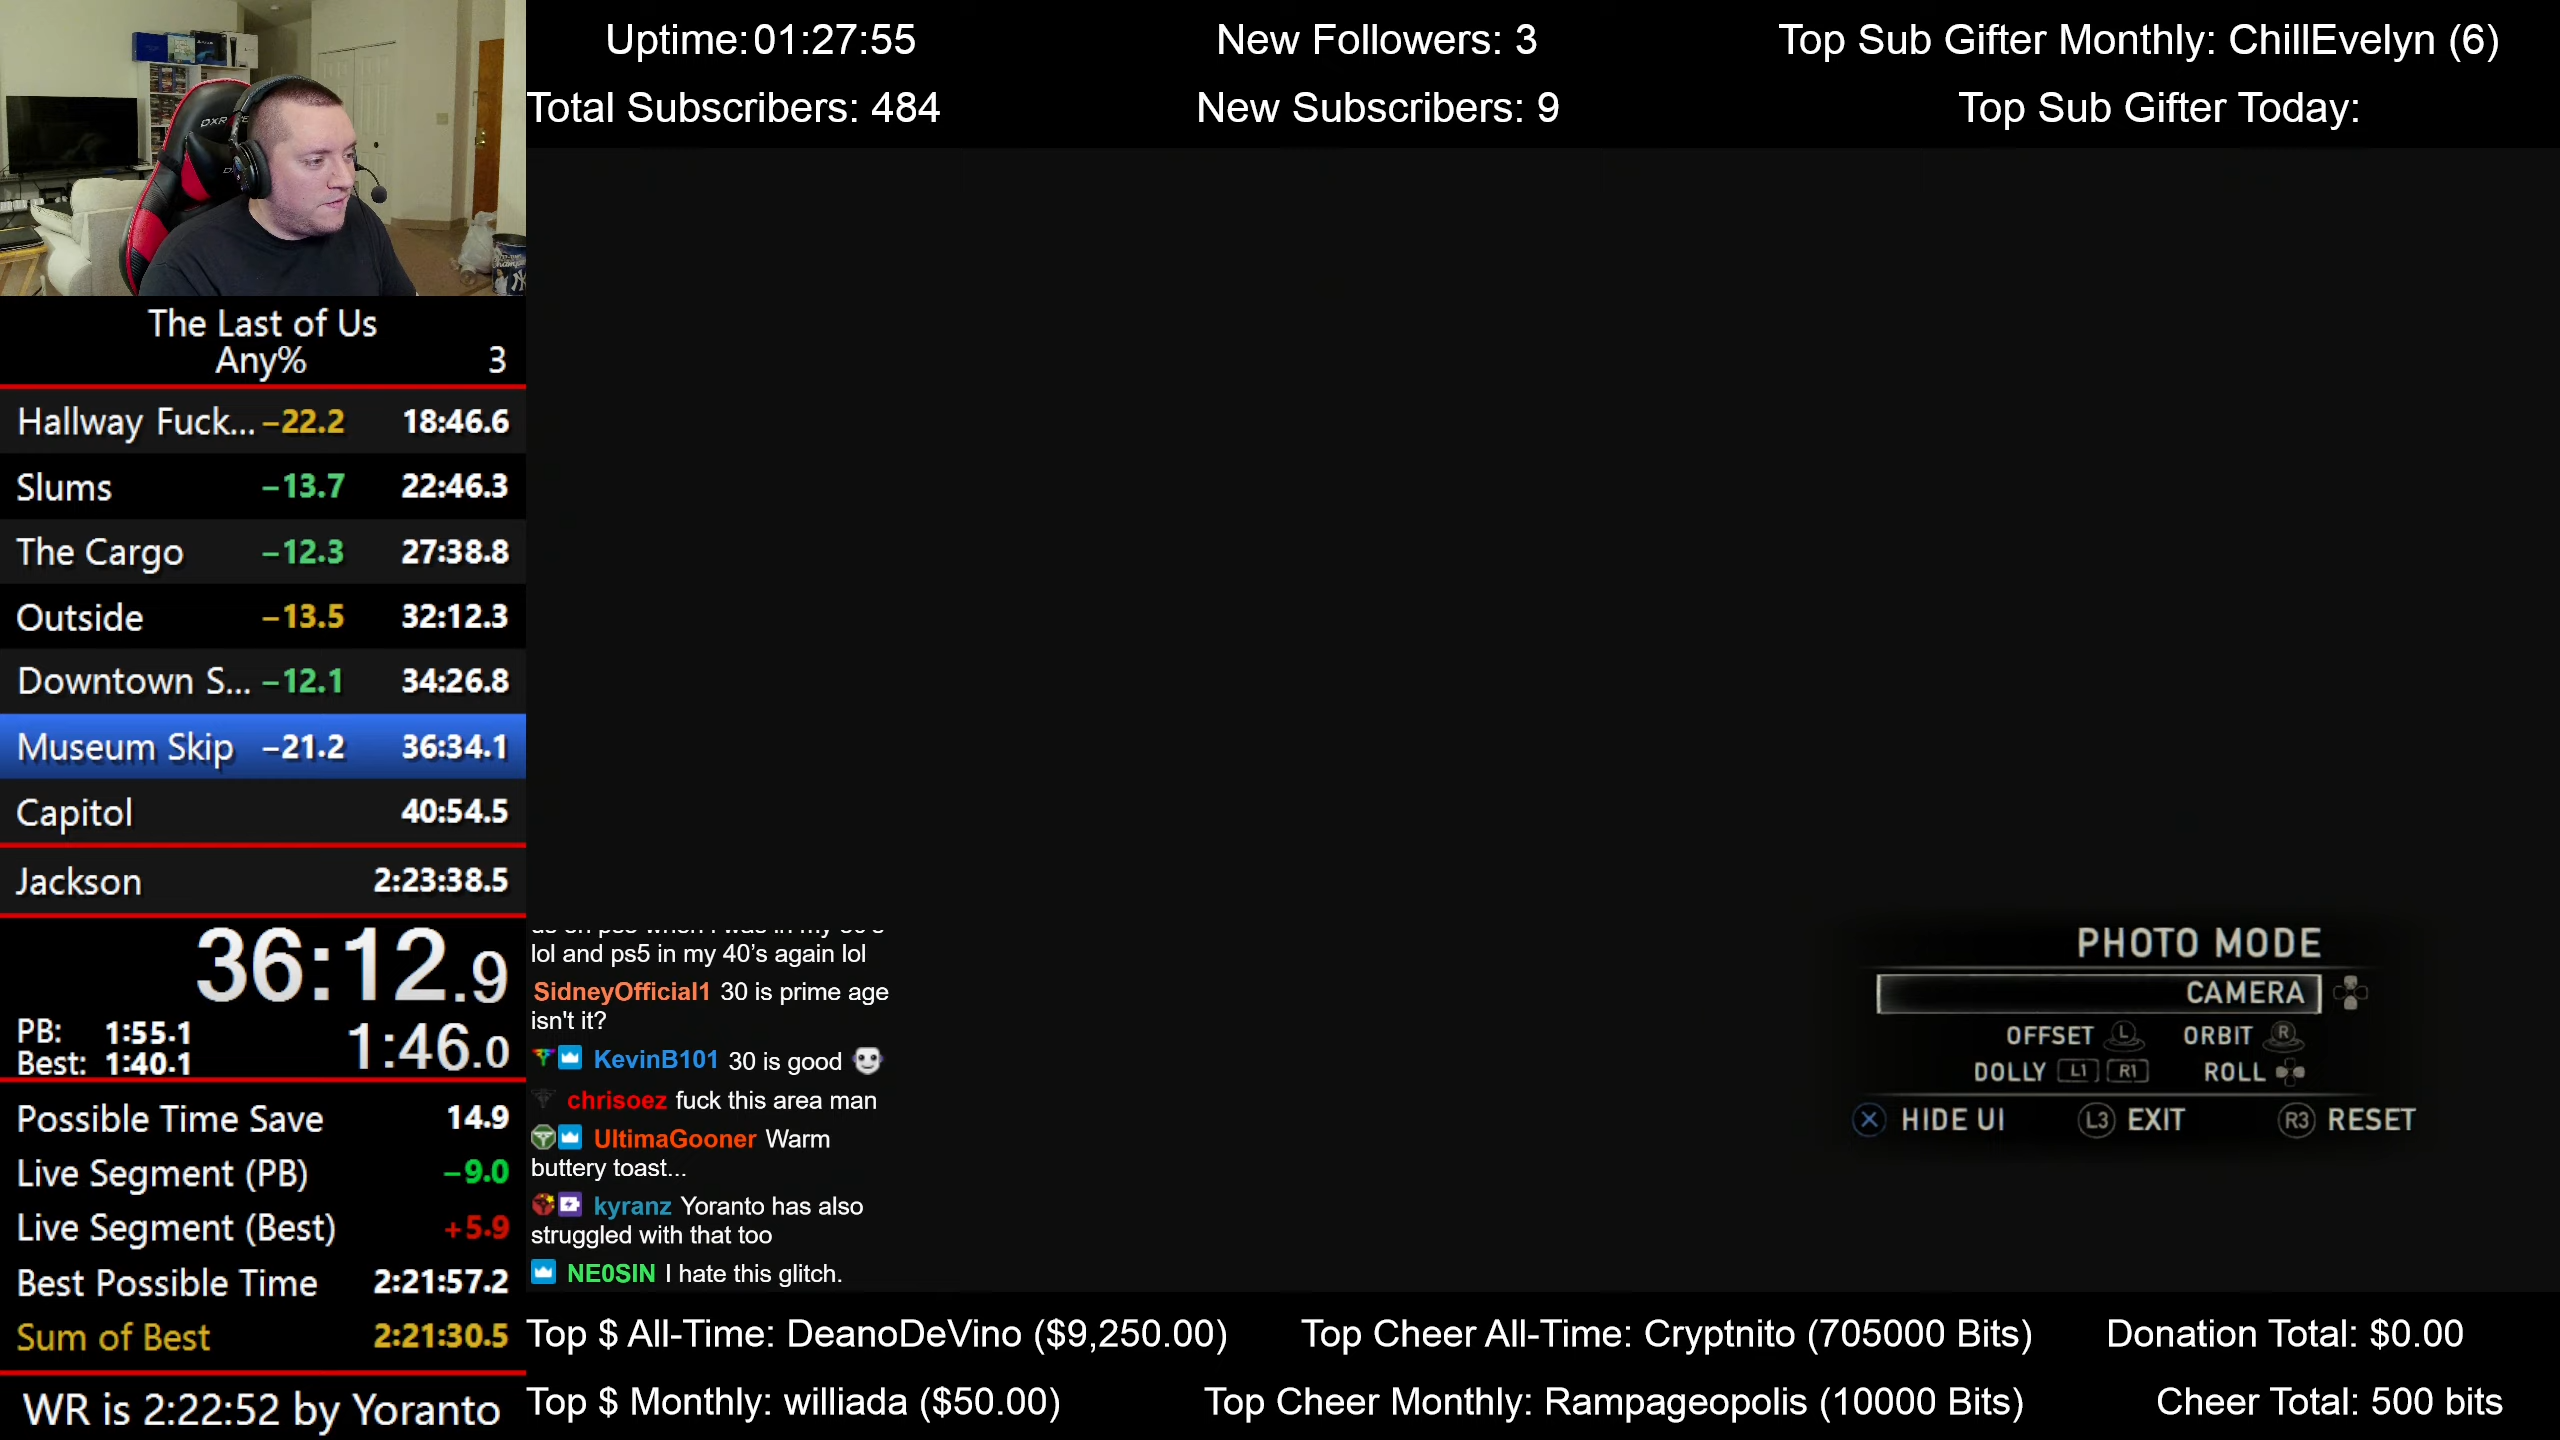 Uptime: 01:27:55
New Followers: 3
Top Sub Gifter Monthly: ChillEvelyn (6)
Total Subscribers: 484
New Subscribers: 9
Top Sub Gifter Today:
The Last of Us
Any% 3
Hallway Fuck... −22.2 18:46.6
Slums −13.7 22:46.3
The Cargo −12.3 27:38.8
Outside −13.5 32:12.3
Downtown S... −12.1 34:26.8
Museum Skip −21.2 36:34.1
Capitol 40:54.5
Jackson 2:23:38.5
36:12.9
PB: 1:55.1
Best: 1:40.1
1:46.0
Possible Time Save 14.9
Live Segment (PB) −9.0
Live Segment (Best) +5.9
Best Possible Time 2:21:57.2
Sum of Best 2:21:30.5
WR is 2:22:52 by Yoranto
lol and ps5 in my 40's again lol
SidneyOfficial1 30 is prime age
isn't it?
KevinB101 30 is good
chrisoez fuck this area man
UltimaGooner Warm
buttery toast...
kyranz Yoranto has also
struggled with that too
NE0SIN I hate this glitch.
PHOTO MODE
CAMERA
OFFSET L ORBIT R
DOLLY L1 R1 ROLL
HIDE UI L3 EXIT R3 RESET
Top $ All-Time: DeanoDeVino ($9,250.00)
Top Cheer All-Time: Cryptnito (705000 Bits)
Donation Total: $0.00
Top $ Monthly: williada ($50.00)
Top Cheer Monthly: Rampageopolis (10000 Bits)
Cheer Total: 500 bits